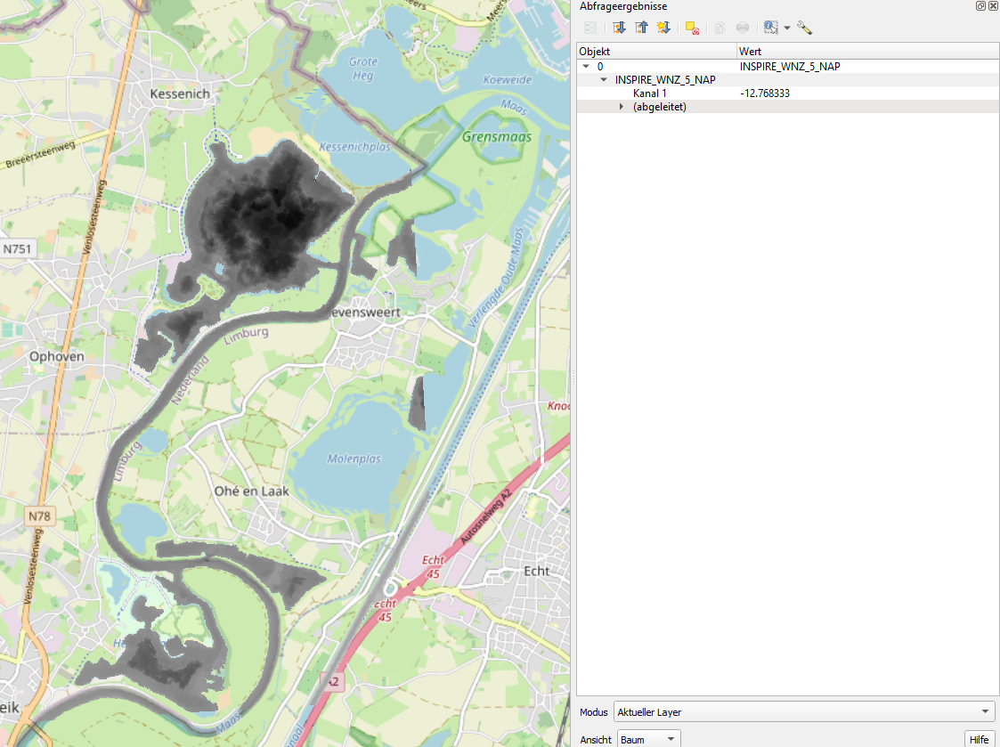 Abfrageergebnisse
Objekt Wert
0 INSPIRE_WNZ_5_NAP
INSPIRE_WNZ_5_NAP
Kanal 1 -12.768333
(abgeleitet)
Modus Aktueller Layer
Ansicht Baum Hilfe
Meers
Grote
Heg
Koeweide
Kessenich
Maas
Kessenichplas
Grensmaas
Breeërsteenweg
Venlosesteenweg
N751
Verlengde Oude Maas
evensweert
Limburg
Ophoven
Nederland
Molenplas
Limburg
Ohé en Laak
N78
Autosnelweg A2
Venlosesteenweg
Echt
45
Echt
Echt
45
A2
eik
Maas